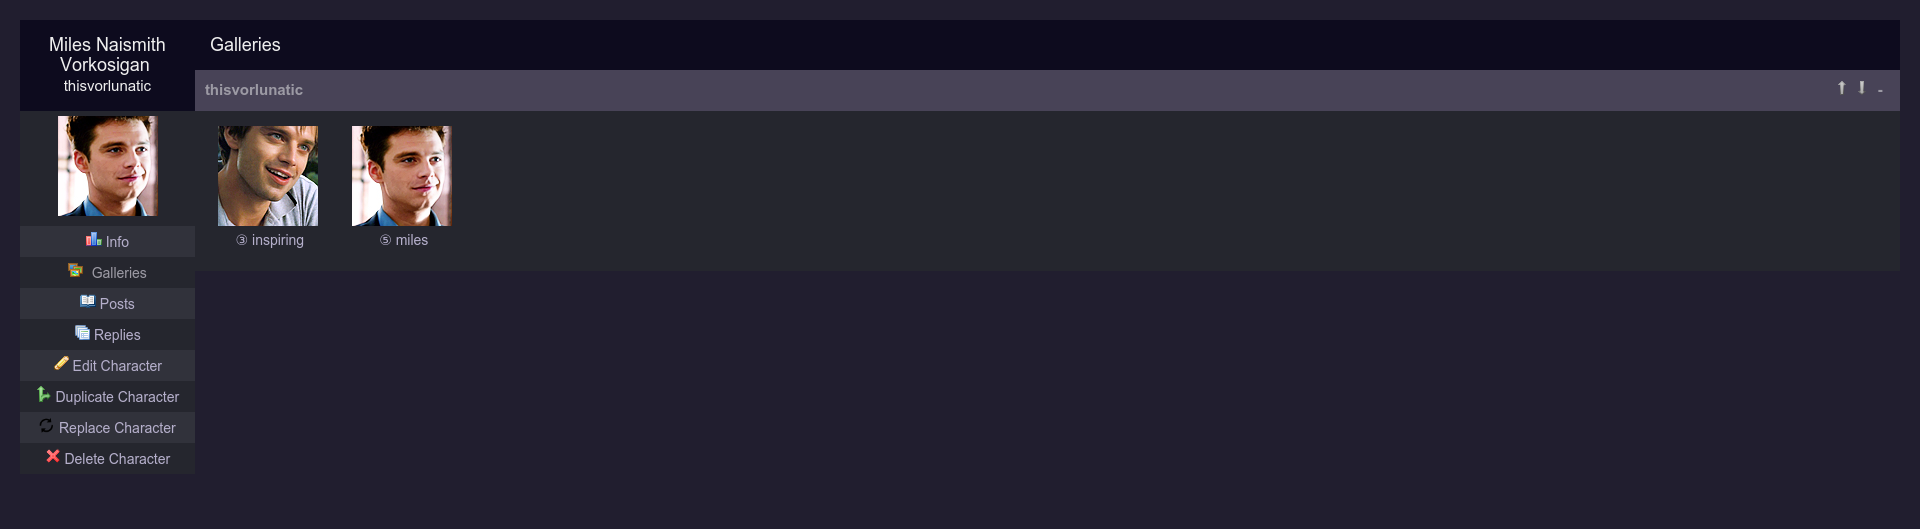 Miles Naismith
Vorkosigan
thisvorlunatic
Galleries
thisvorlunatic
-
③ inspiring
⑤ miles
Info
Galleries
Posts
Replies
Edit Character
Duplicate Character
Replace Character
Delete Character